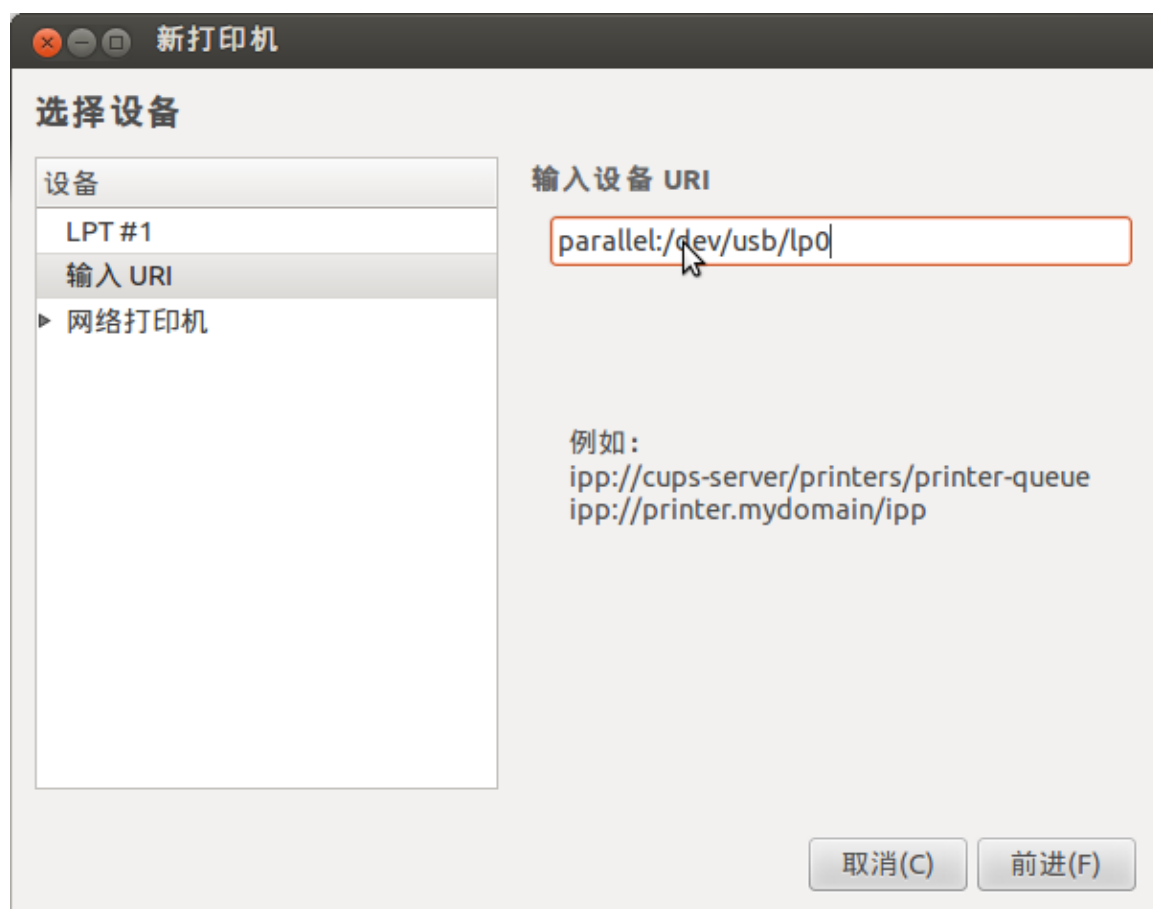 新打印机
选择设备
设备
LPT #1
输入 URI
网络打印机
输入设备 URI
parallel:/dev/usb/lp0
例如：
ipp://cups-server/printers/printer-queue
ipp://printer.mydomain/ipp
取消(C)
前进(F)